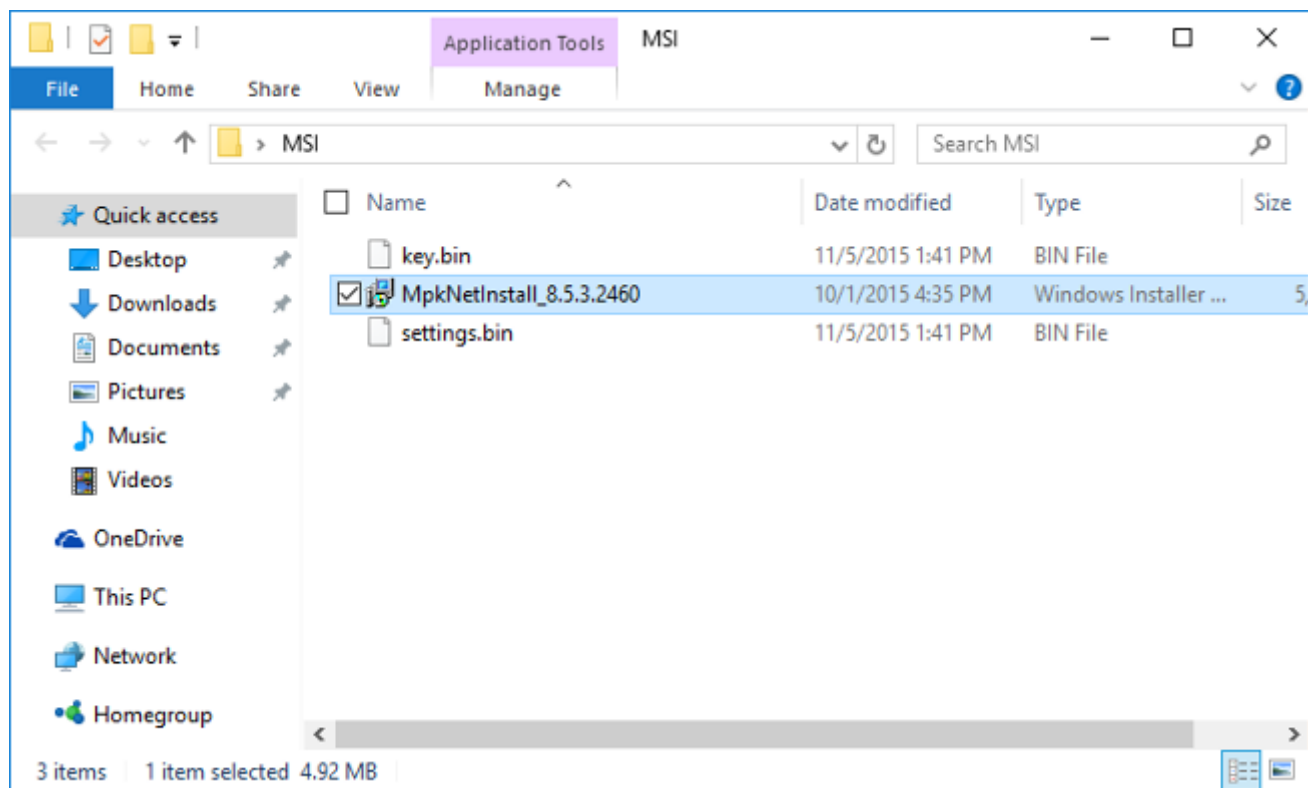 Application Tools MSI
File Home Share View Manage
MSI Search MSI
Name Date modified Type Size
Quick access
key.bin 11/5/2015 1:41 PM BIN File
Desktop
MpkNetInstall_8.5.3.2460 10/1/2015 4:35 PM Windows Installer ... 5,
Downloads
settings.bin 11/5/2015 1:41 PM BIN File
Documents
Pictures
Music
Videos
OneDrive
This PC
Network
Homegroup
3 items 1 item selected 4.92 MB